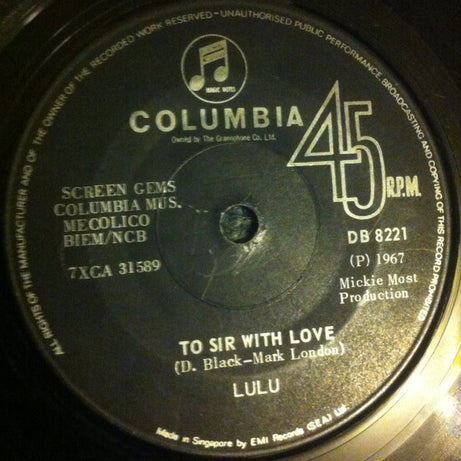 ALL RIGHTS OF THE MANUFACTURER AND OF THE OWNER OF THE RECORDED WORK RESERVED—UNAUTHORISED PUBLIC PERFORMANCE, BROADCASTING AND COPYING OF THIS RECORD PROHIBITED
MAGIC NOTES
COLUMBIA
Owned by The Gramophone Co. Ltd.
45
R.P.M.
SCREEN GEMS
COLUMBIA MUS.
MECOLICO
BIEM/NCB
7XCA 31589
DB 8221
(P) 1967
Mickie Most
Production
TO SIR WITH LOVE
(D. Black-Mark London)
LULU
Made in Singapore by EMI Records (S.E.A.) Ltd.